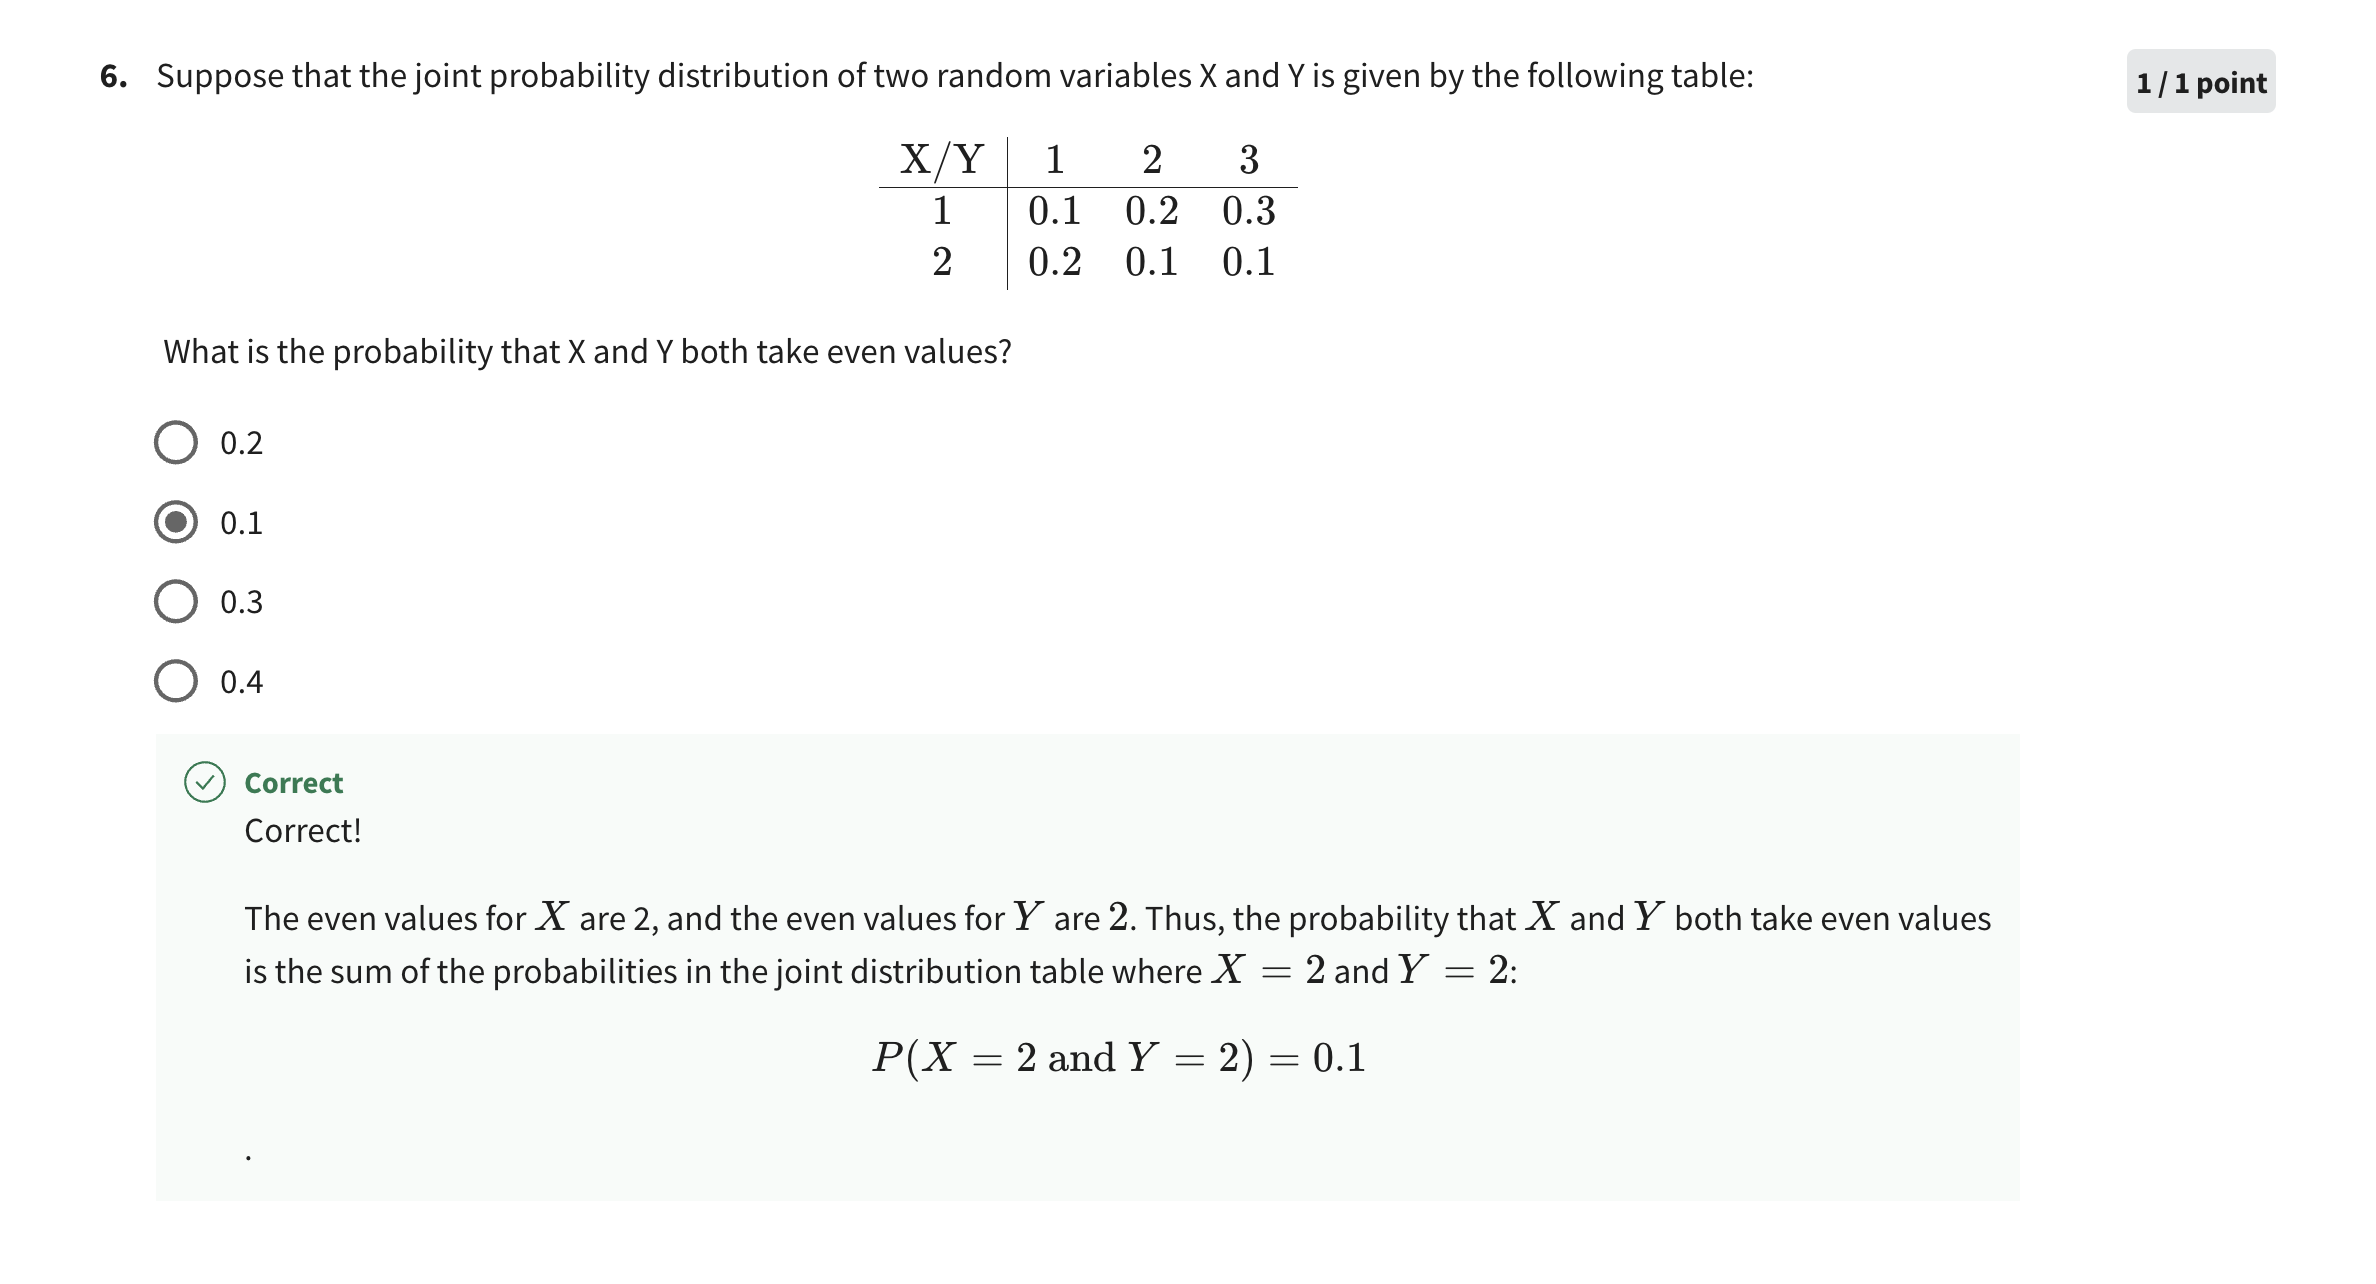 6. Suppose that the joint probability distribution of two random variables X and Y is given by the following table:
1 / 1 point
X/Y 1 2 3
1 0.1 0.2 0.3
2 0.2 0.1 0.1
What is the probability that X and Y both take even values?
0.2
0.1
0.3
0.4
Correct
Correct!
The even values for X are 2, and the even values for Y are 2. Thus, the probability that X and Y both take even values
is the sum of the probabilities in the joint distribution table where X = 2 and Y = 2:
P(X = 2 and Y = 2) = 0.1
.